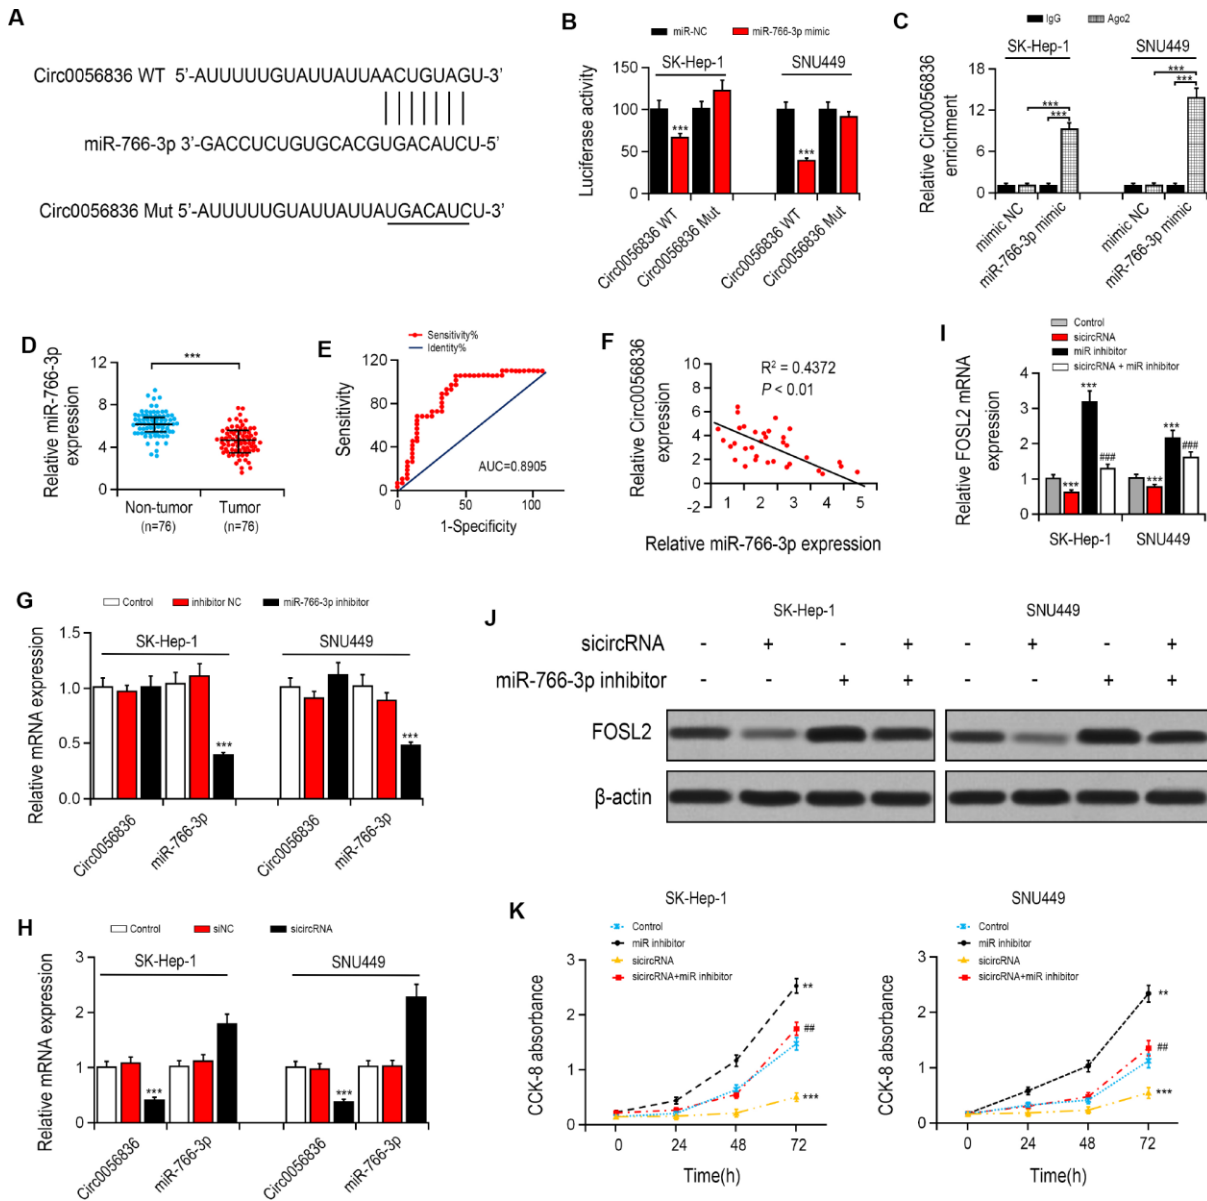 A
Circ0056836 WT 5'-AUUUUUGUAUUAUUAACUGUAGU-3'
miR-766-3p 3'-GACCUCUGUGCACGUGACAUCU-5'
Circ0056836 Mut 5'-AUUUUUGUAUUAUUAUGACAUCU-3'
B
miR-NC miR-766-3p mimic
SK-Hep-1 SNU449
Luciferase activity
150
100
50
0
*** ***
Circ0056836 WT
Circ0056836 Mut
Circ0056836 WT
Circ0056836 Mut
C
IgG Ago2
SK-Hep-1 SNU449
Relative Circ0056836
enrichment
18
12
6
0
*** ***
*** ***
mimic NC
miR-766-3p mimic
mimic NC
miR-766-3p mimic
D
Relative miR-766-3p
expression
12
8
4
0
***
Non-tumor Tumor
(n=76) (n=76)
E
Sensitivity%
Identity%
Sensitivity
120
80
40
0
AUC=0.8905
0 50 100
1-Specificity
F
Relative Circ0056836
expression
10
8
6
4
2
0
-2
R² = 0.4372
P < 0.01
1 2 3 4 5
Relative miR-766-3p expression
I
Control
sicircRNA
miR inhibitor
sicircRNA + miR inhibitor
Relative FOSL2 mRNA
expression
4
2
0
*** *** ### *** *** ###
SK-Hep-1 SNU449
G
Control inhibitor NC miR-766-3p inhibitor
SK-Hep-1 SNU449
Relative mRNA expression
1.5
1.0
0.5
0.0
*** ***
Circ0056836
miR-766-3p
Circ0056836
miR-766-3p
J
SK-Hep-1 SNU449
sicircRNA - + - + - + - +
miR-766-3p inhibitor - - + + - - + +
FOSL2
β-actin
H
Control siNC sicircRNA
SK-Hep-1 SNU449
Relative mRNA expression
3
2
1
0
*** ***
Circ0056836
miR-766-3p
Circ0056836
miR-766-3p
K
SK-Hep-1
Control
miR inhibitor
sicircRNA
sicircRNA+miR inhibitor
CCK-8 absorbance
3
2
1
0
**
##
***
0 24 48 72
Time(h)
SNU449
Control
miR inhibitor
sicircRNA
sicircRNA+miR inhibitor
CCK-8 absorbance
3
2
1
0
**
##
***
0 24 48 72
Time(h)